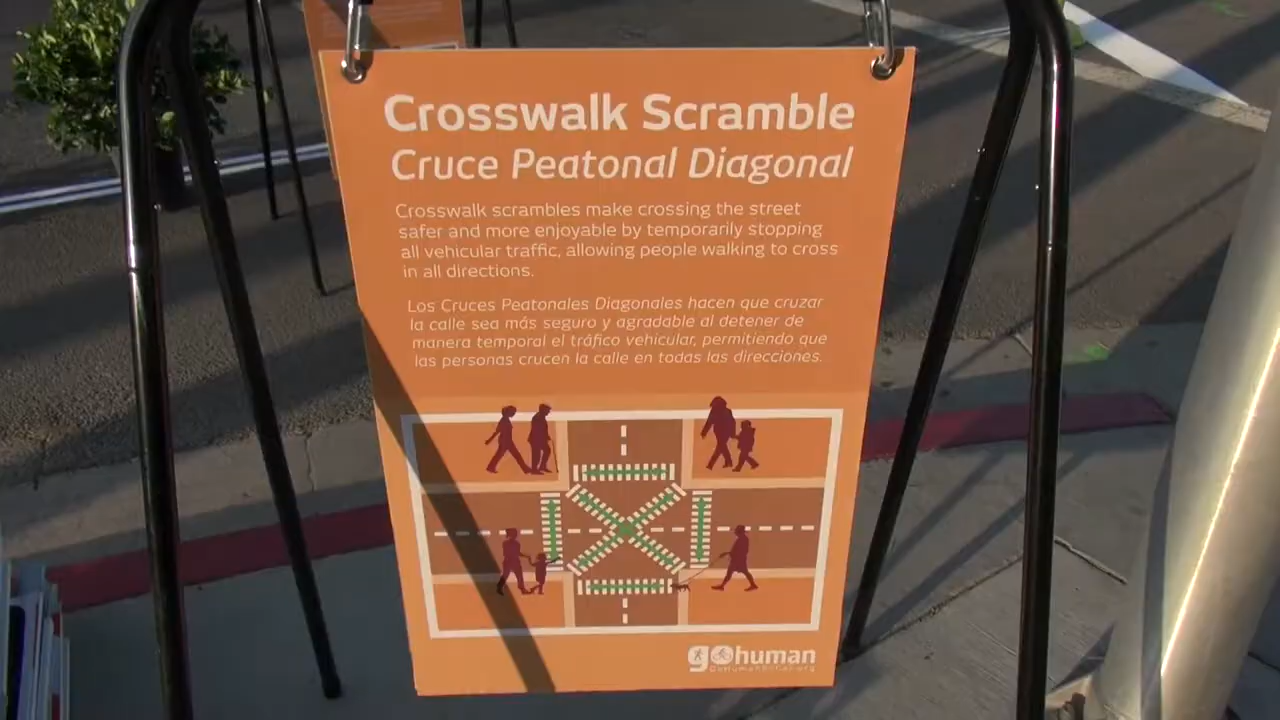 Crosswalk Scramble
Cruce Peatonal Diagonal
Crosswalk scrambles make crossing the street
safer and more enjoyable by temporarily stopping
all vehicular traffic, allowing people walking to cross
in all directions.
Los Cruces Peatonales Diagonales hacen que cruzar
la calle sea más seguro y agradable al detener de
manera temporal el tráfico vehicular, permitiendo que
las personas crucen la calle en todas las direcciones.
gohuman